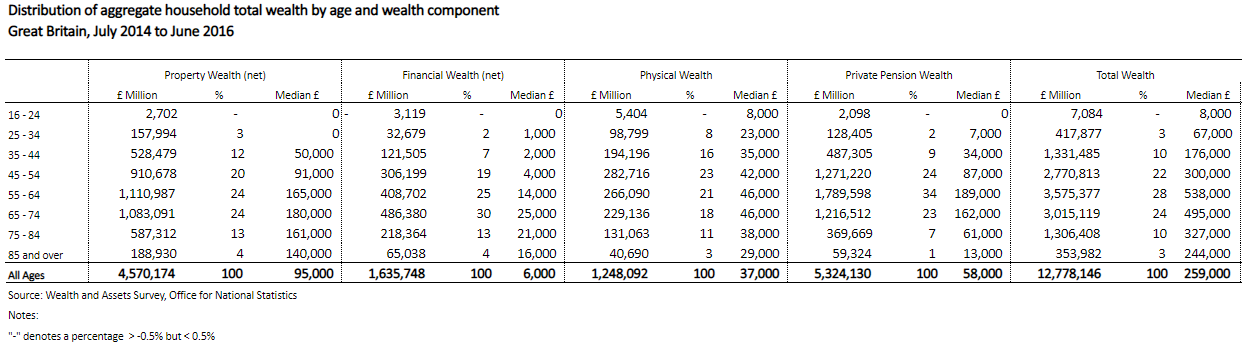 Distribution of aggregate household total wealth by age and wealth component
Great Britain, July 2014 to June 2016
Property Wealth (net) Financial Wealth (net) Physical Wealth Private Pension Wealth Total Wealth
£ Million % Median £ £ Million % Median £ £ Million % Median £ £ Million % Median £ £ Million % Median £
16 - 24 2,702 - 0 - 3,119 - 0 5,404 - 8,000 2,098 - 0 7,084 - 8,000
25 - 34 157,994 3 0 32,679 2 1,000 98,799 8 23,000 128,405 2 7,000 417,877 3 67,000
35 - 44 528,479 12 50,000 121,505 7 2,000 194,196 16 35,000 487,305 9 34,000 1,331,485 10 176,000
45 - 54 910,678 20 91,000 306,199 19 4,000 282,716 23 42,000 1,271,220 24 87,000 2,770,813 22 300,000
55 - 64 1,110,987 24 165,000 408,702 25 14,000 266,090 21 46,000 1,789,598 34 189,000 3,575,377 28 538,000
65 - 74 1,083,091 24 180,000 486,380 30 25,000 229,136 18 46,000 1,216,512 23 162,000 3,015,119 24 495,000
75 - 84 587,312 13 161,000 218,364 13 21,000 131,063 11 38,000 369,669 7 61,000 1,306,408 10 327,000
85 and over 188,930 4 140,000 65,038 4 16,000 40,690 3 29,000 59,324 1 13,000 353,982 3 244,000
All Ages 4,570,174 100 95,000 1,635,748 100 6,000 1,248,092 100 37,000 5,324,130 100 58,000 12,778,146 100 259,000
Source: Wealth and Assets Survey, Office for National Statistics
Notes:
"-" denotes a percentage > -0.5% but < 0.5%